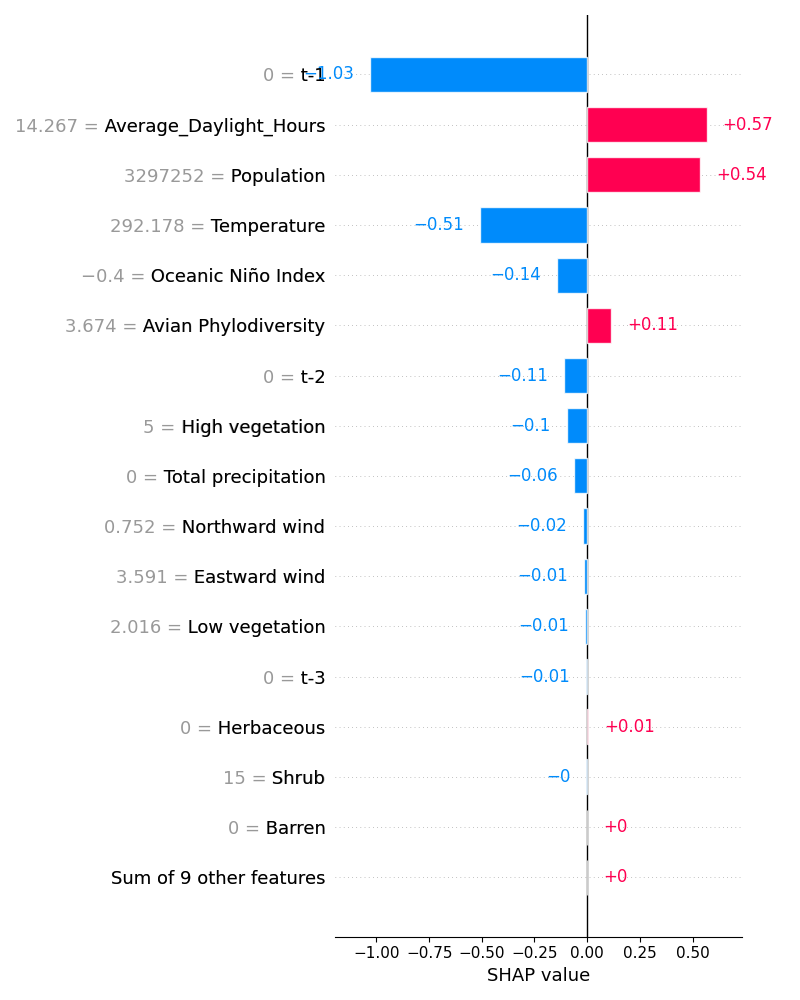 0 = t-1 −1.03
14.267 = Average_Daylight_Hours +0.57
3297252 = Population +0.54
292.178 = Temperature −0.51
−0.4 = Oceanic Niño Index −0.14
3.674 = Avian Phylodiversity +0.11
0 = t-2 −0.11
5 = High vegetation −0.1
0 = Total precipitation −0.06
0.752 = Northward wind −0.02
3.591 = Eastward wind −0.01
2.016 = Low vegetation −0.01
0 = t-3 −0.01
0 = Herbaceous +0.01
15 = Shrub −0
0 = Barren +0
Sum of 9 other features +0
−1.00 −0.75 −0.50 −0.25 0.00 0.25 0.50
SHAP value